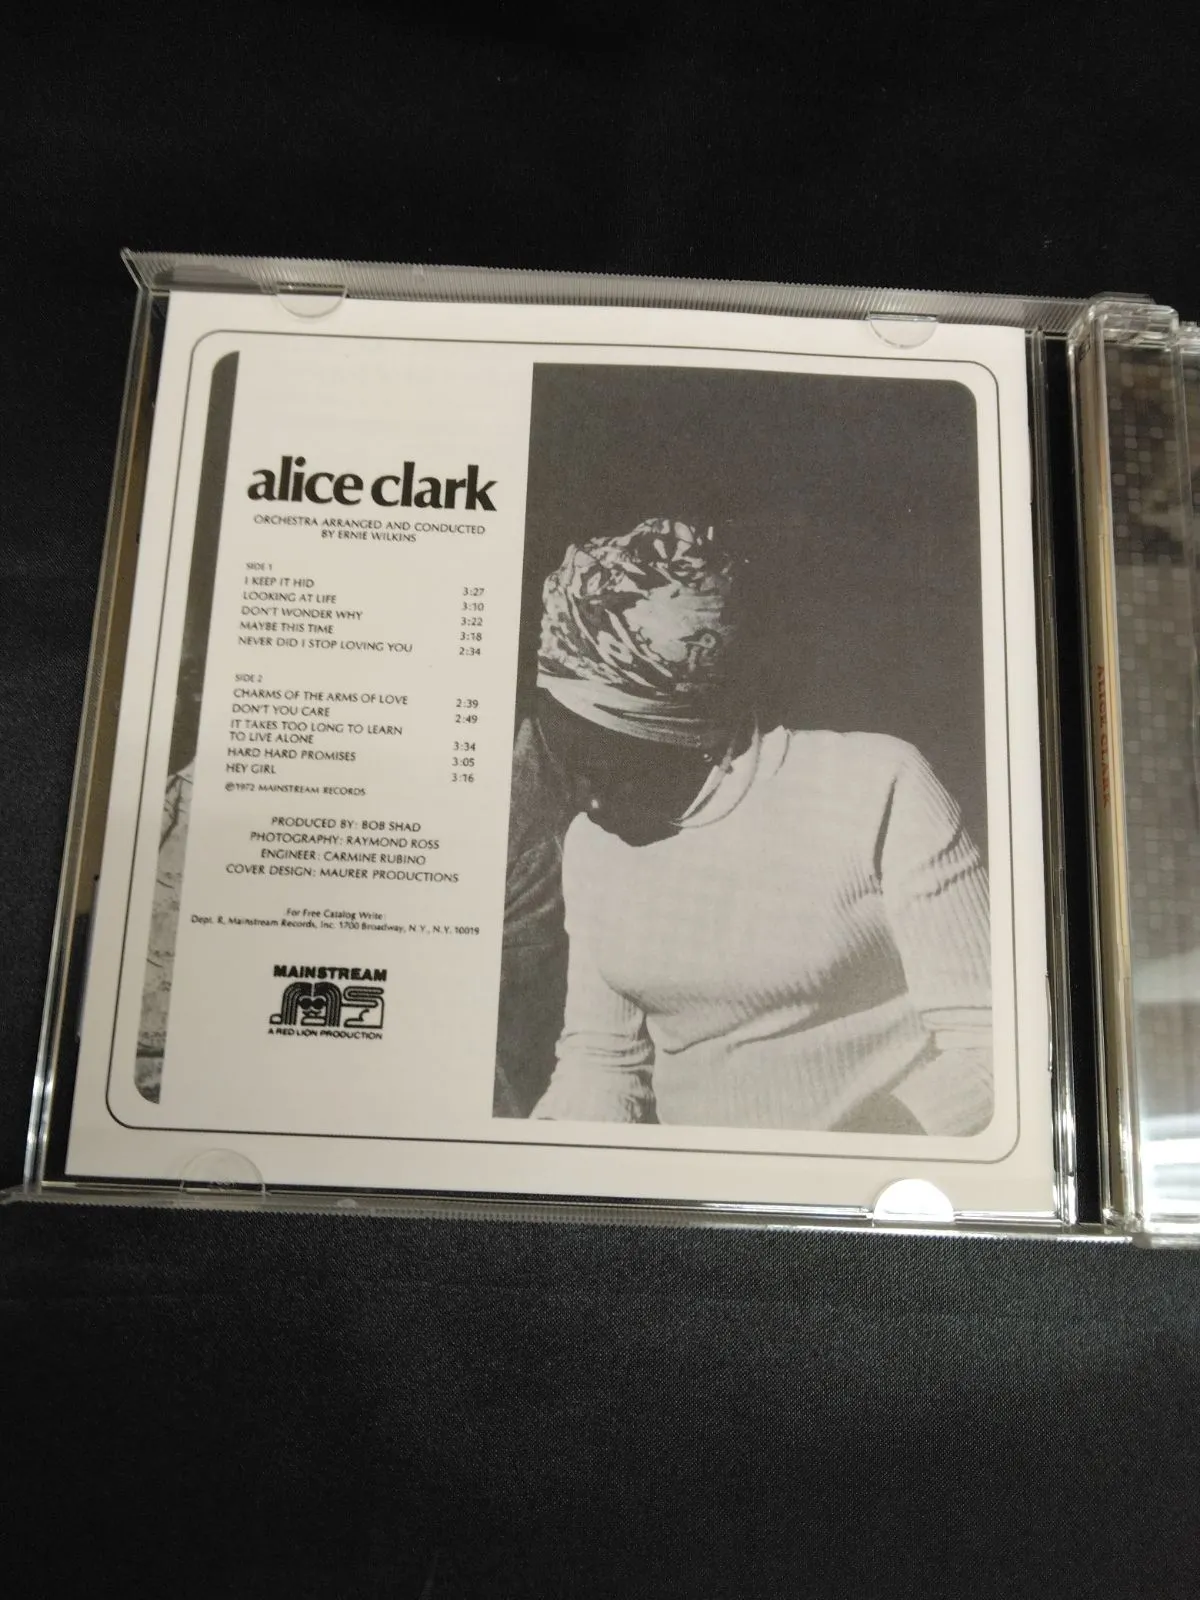 alice clark
ORCHESTRA ARRANGED AND CONDUCTED
BY ERNIE WILKINS
SIDE 1
I KEEP IT HID 3:27
LOOKING AT LIFE 3:10
DON'T WONDER WHY 3:22
MAYBE THIS TIME 3:18
NEVER DID I STOP LOVING YOU 2:34
SIDE 2
CHARMS OF THE ARMS OF LOVE 2:39
DON'T YOU CARE 2:49
IT TAKES TOO LONG TO LEARN
TO LIVE ALONE 3:34
HARD HARD PROMISES 3:05
HEY GIRL 3:16
℗1972 MAINSTREAM RECORDS
PRODUCED BY: BOB SHAD
PHOTOGRAPHY: RAYMOND ROSS
ENGINEER: CARMINE RUBINO
COVER DESIGN: MAURER PRODUCTIONS
For Free Catalog Write:
Dept. R, Mainstream Records, Inc. 1700 Broadway, N.Y., N.Y. 10019
MAINSTREAM
MS
A RED LION PRODUCTION
ALICE CLARK